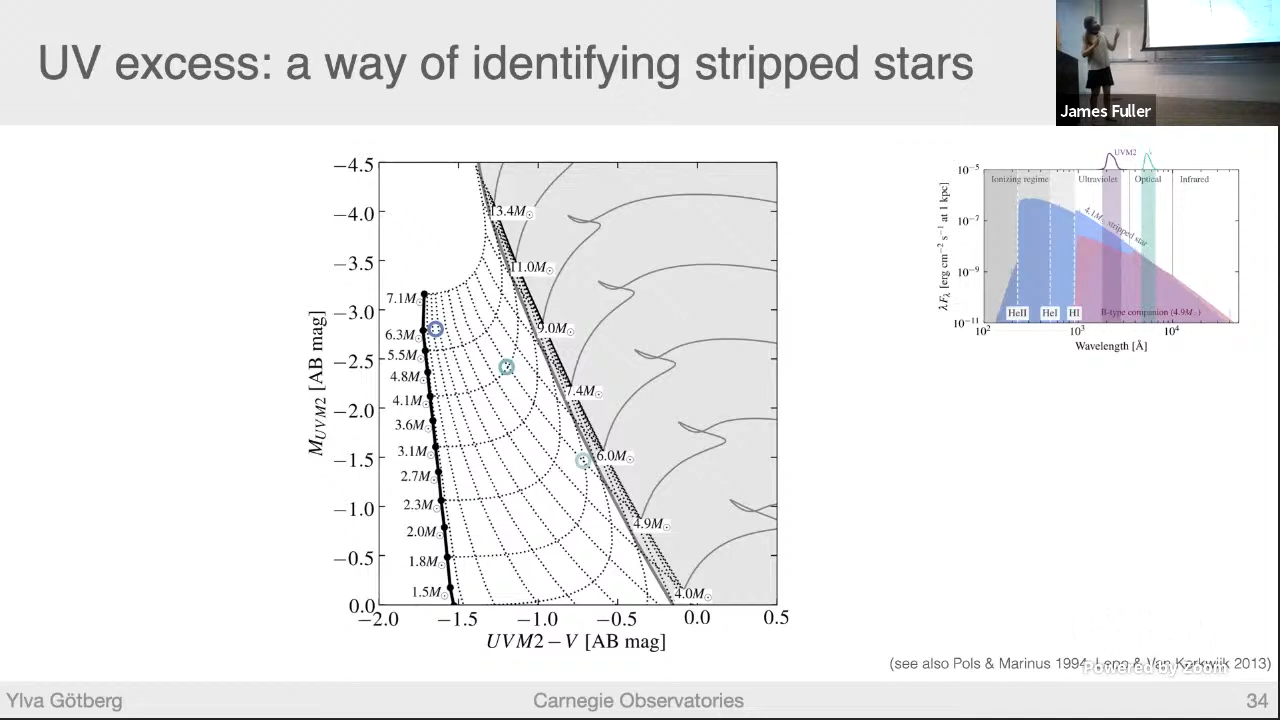 UV excess: a way of identifying stripped stars
James Fuller
−4.5
−4.0
−3.5
−3.0
−2.5
−2.0
−1.5
−1.0
−0.5
0.0
M_UVM2 [AB mag]
−2.0 −1.5 −1.0 −0.5 0.0 0.5
UVM2 − V [AB mag]
7.1M☉
6.3M☉
5.5M☉
4.8M☉
4.1M☉
3.6M☉
3.1M☉
2.7M☉
2.3M☉
2.0M☉
1.8M☉
1.5M☉
13.4M☉
11.0M☉
9.0M☉
7.4M☉
6.0M☉
4.9M☉
4.0M☉
UVM2
Ionizing regime Ultraviolet Optical Infrared
10⁻⁵
10⁻⁷
10⁻⁹
10⁻¹¹
λF_λ [erg cm⁻² s⁻¹ at 1 kpc]
4.1M☉ stripped star
HeII HeI HI
B-type companion (4.9M☉)
10² 10³ 10⁴
Wavelength [Å]
(see also Pols & Marinus 1994, Leno & Van Kerkwijk 2013)
Powered by Zoom
Ylva Götberg
Carnegie Observatories
34